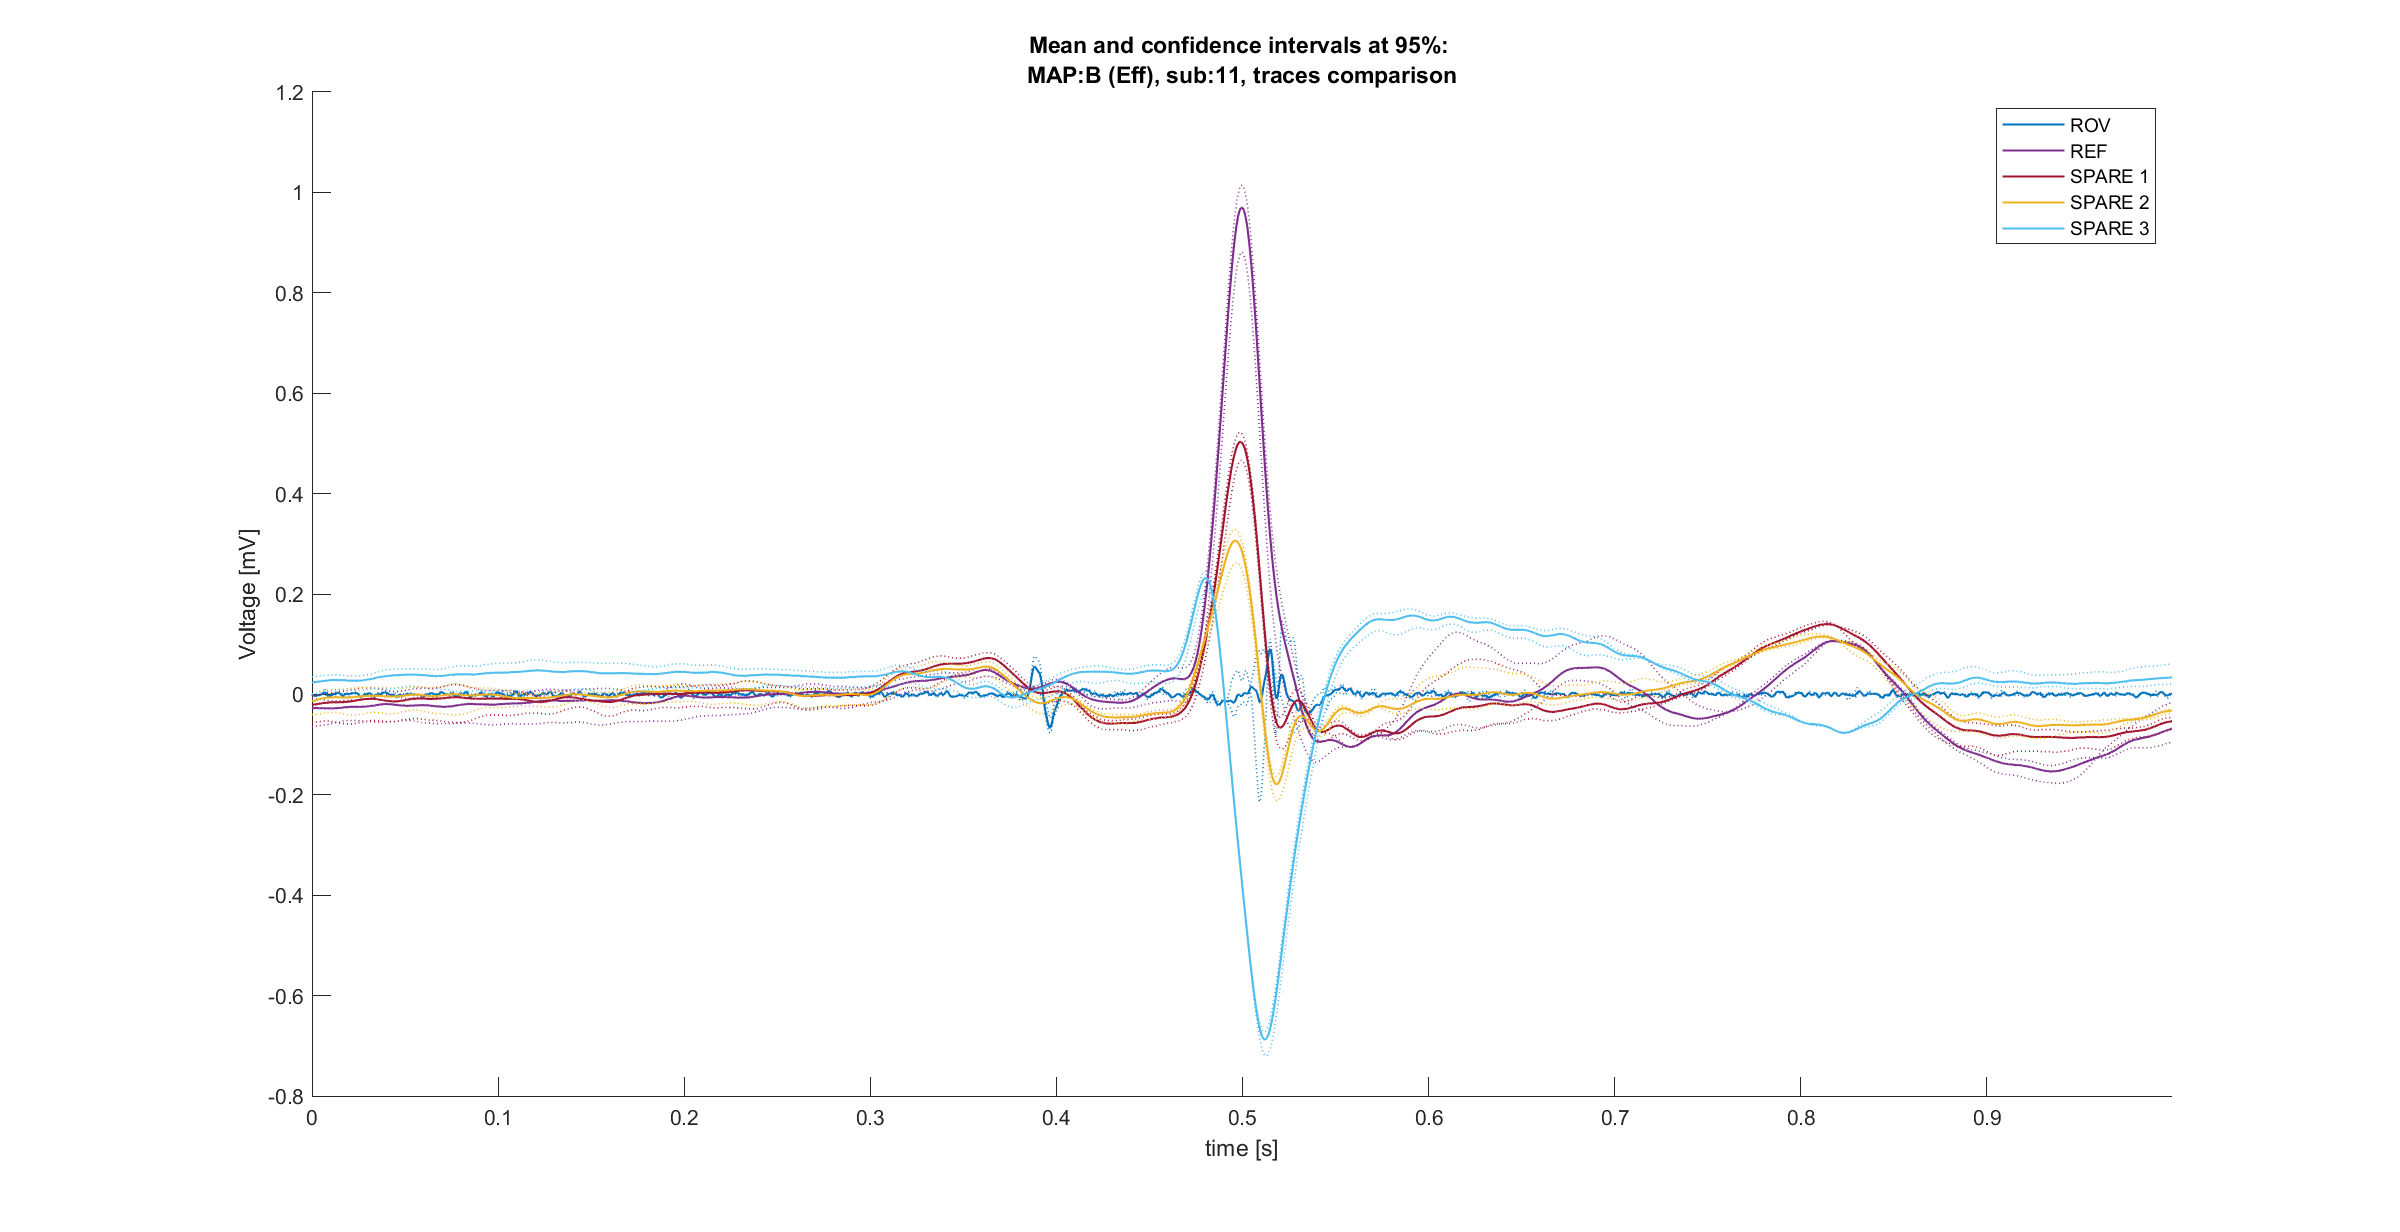 Mean and confidence intervals at 95%:
MAP:B (Eff), sub:11, traces comparison
1.2
1
0.8
0.6
0.4
0.2
0
-0.2
-0.4
-0.6
-0.8
Voltage [mV]
ROV
REF
SPARE 1
SPARE 2
SPARE 3
0
0.1
0.2
0.3
0.4
0.5
0.6
0.7
0.8
0.9
time [s]